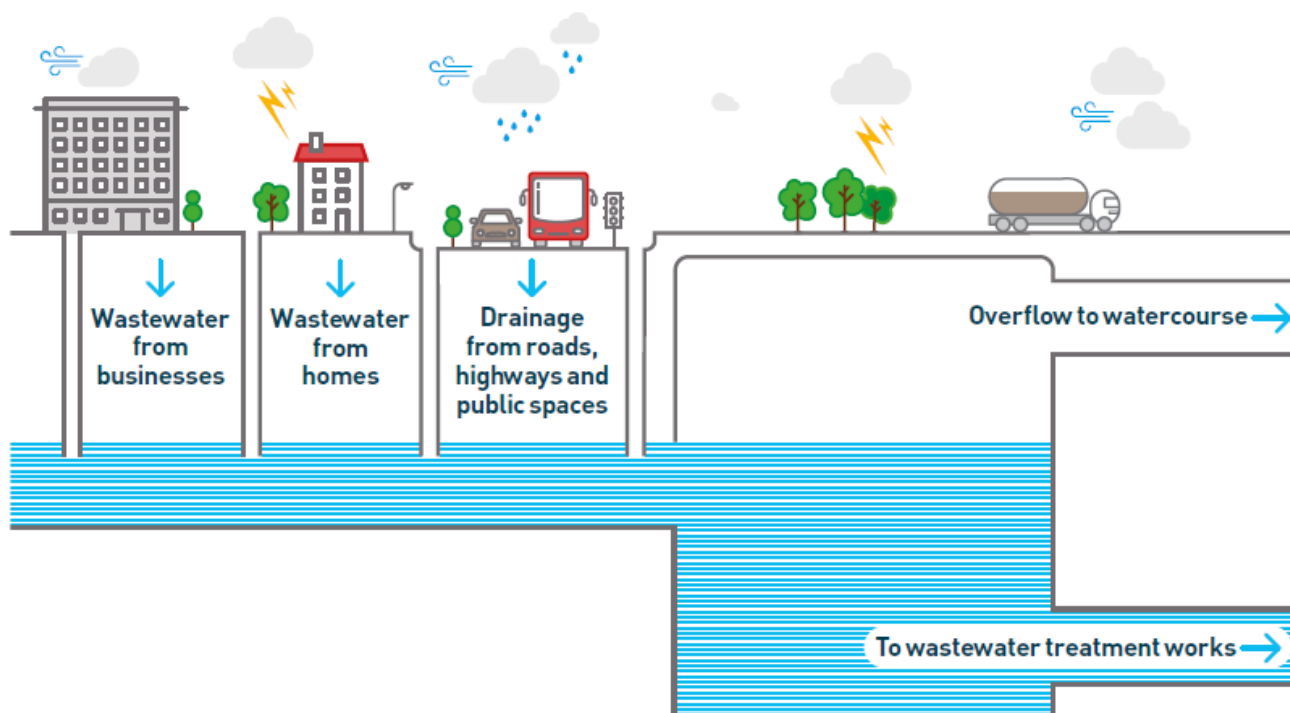 Wastewater
from
businesses
Wastewater
from
homes
Drainage
from roads,
highways and
public spaces
Overflow to watercourse
To wastewater treatment works